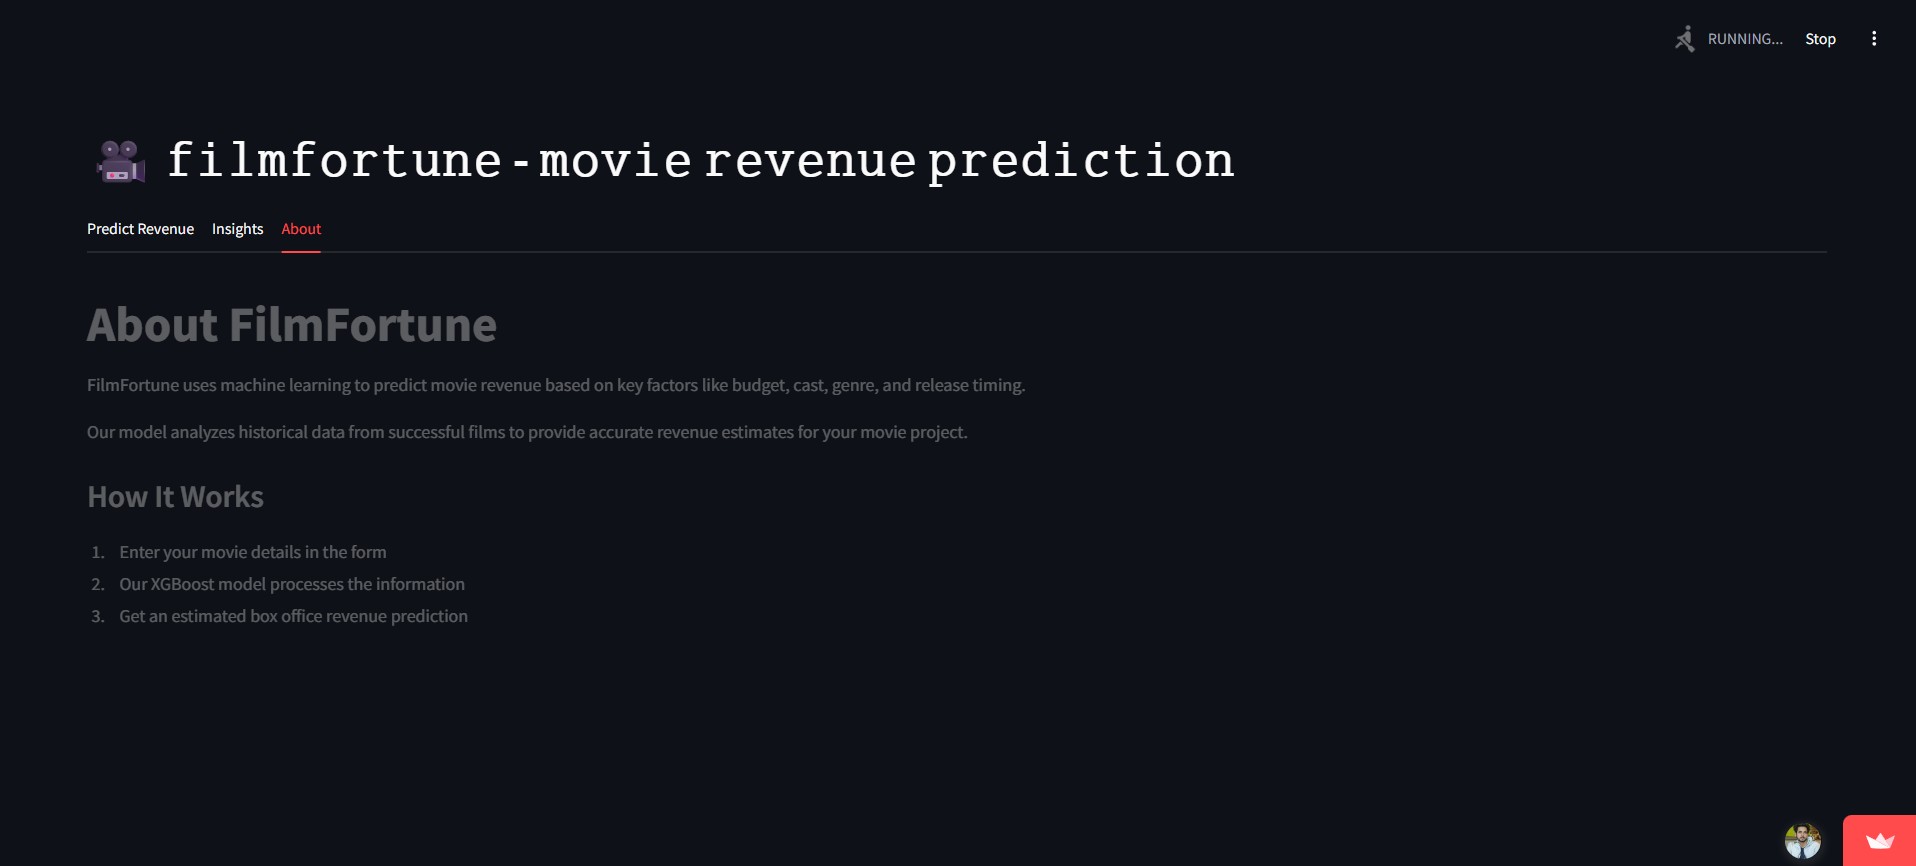 RUNNING...
Stop
filmfortune-movie revenue prediction
Predict Revenue
Insights
About
About FilmFortune
FilmFortune uses machine learning to predict movie revenue based on key factors like budget, cast, genre, and release timing.
Our model analyzes historical data from successful films to provide accurate revenue estimates for your movie project.
How It Works
1. Enter your movie details in the form
2. Our XGBoost model processes the information
3. Get an estimated box office revenue prediction